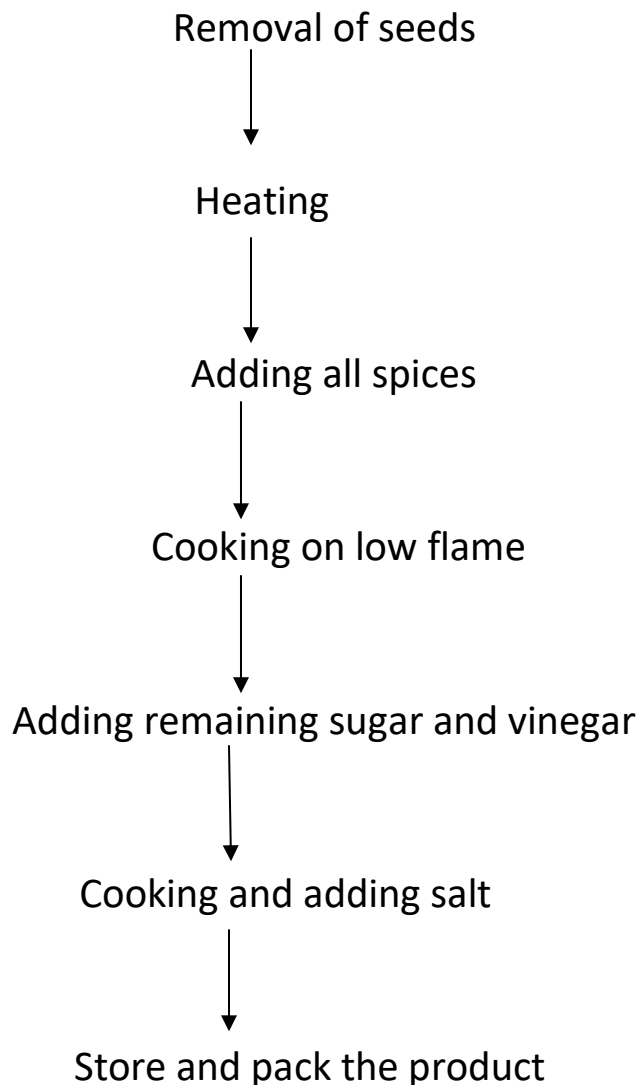 Removal of seeds
Heating
Adding all spices
Cooking on low flame
Adding remaining sugar and vinegar
Cooking and adding salt
Store and pack the product